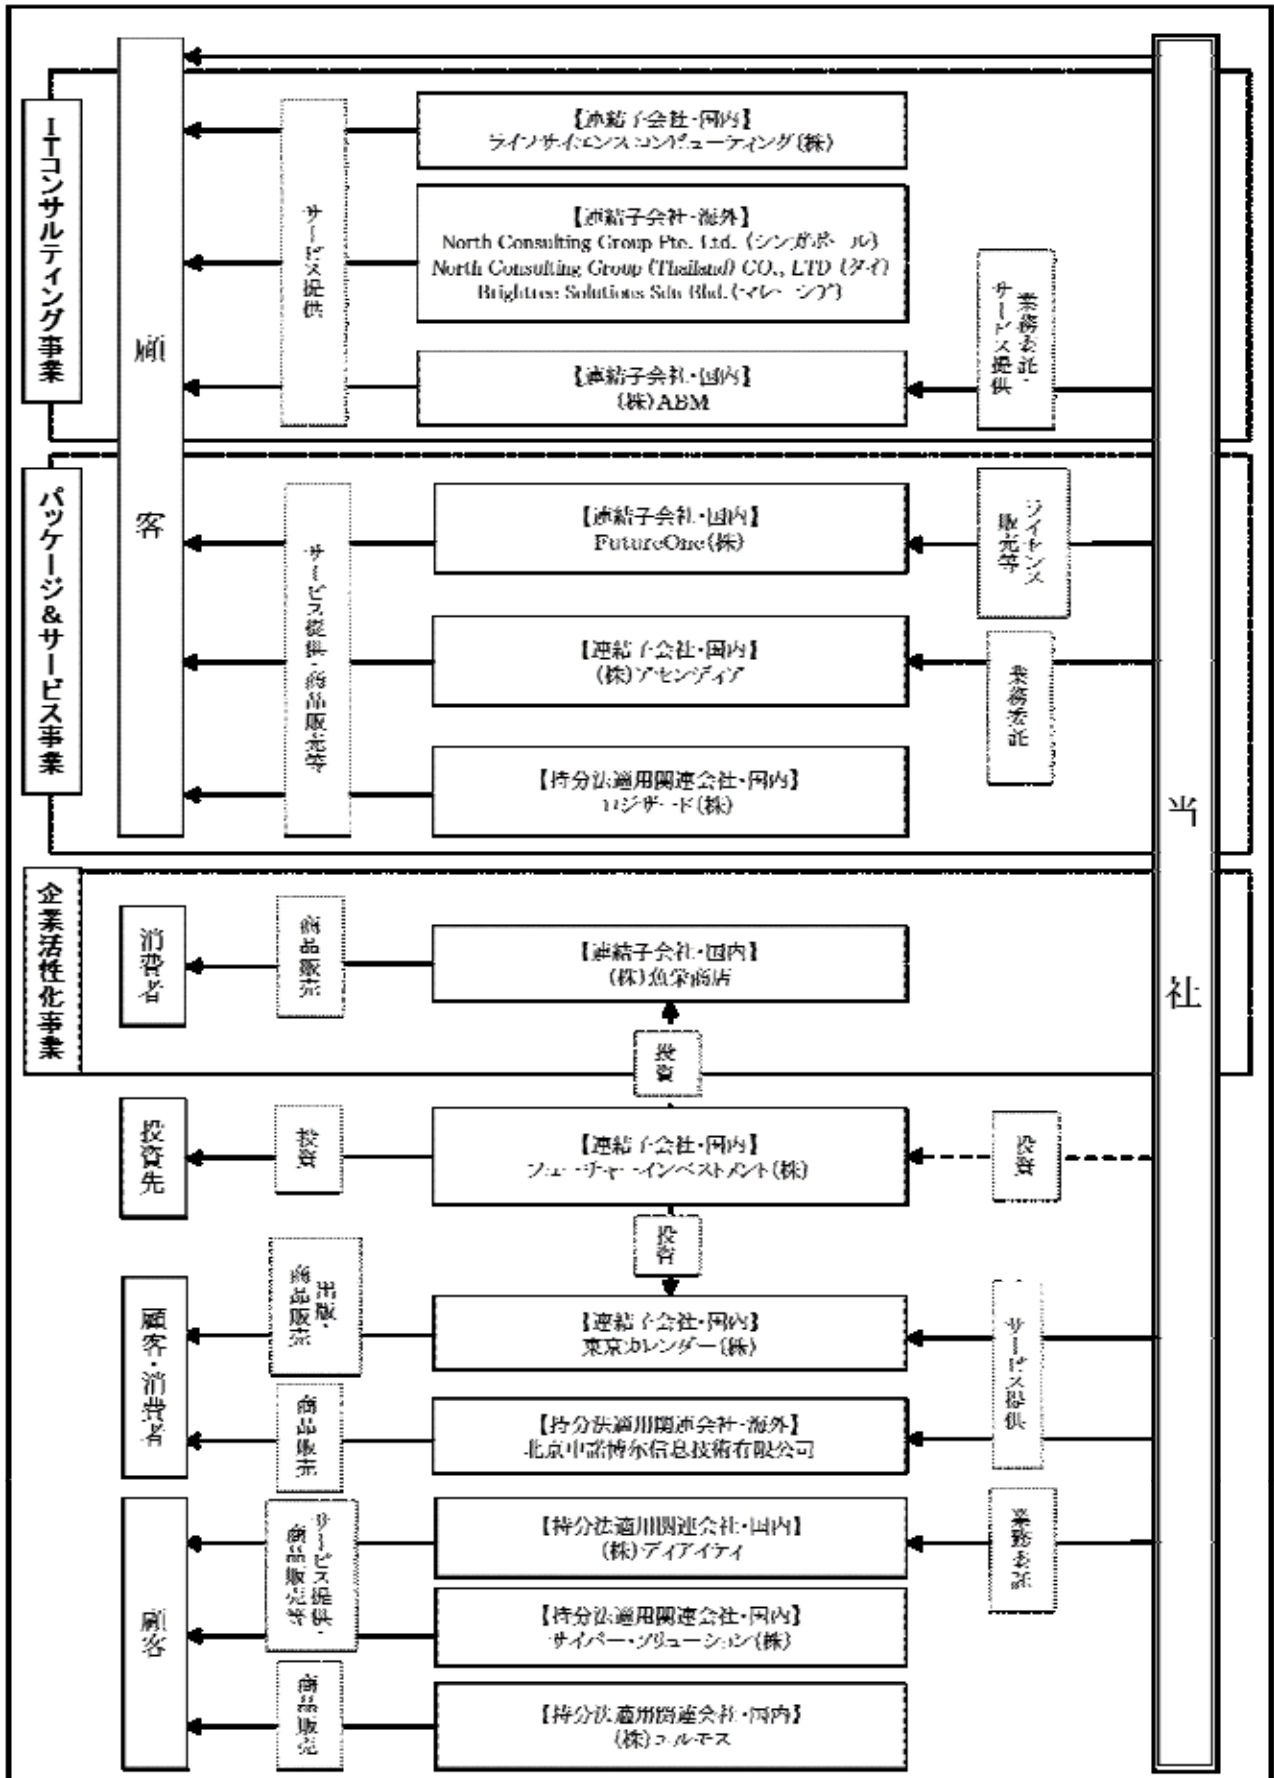 ITコンサルティング事業
顧客
サービス提供
【連結子会社・国内】
ライフサイエンスコンピューティング(株)
【連結子会社・海外】
North Consulting Group Pte. Ltd. (シンガポール)
North Consulting Group (Thailand) CO., LTD (タイ)
Brightree Solutions Sdn Bhd. (マレーシア)
【連結子会社・国内】
(株)ABM
業務委託・
サービス提供
当社
パッケージ&サービス事業
サービス提供・商品販売等
【連結子会社・国内】
FutureOne(株)
ライセンス
販売等
【連結子会社・国内】
(株)アセンディア
業務委託
【持分法適用関連会社・国内】
ロジザード(株)
企業活性化事業
消費者
商品販売
【連結子会社・国内】
(株)魚栄商店
投資
投資先
投資
【連結子会社・国内】
フューチャーインベストメント(株)
投資
投資
顧客・消費者
出版・
商品販売
【連結子会社・国内】
東京カレンダー(株)
サービス提供
商品販売
【持分法適用関連会社・海外】
北京中諾博尔信息技術有限公司
顧客
サービス提供・
商品販売等
【持分法適用関連会社・国内】
(株)ディアイティ
業務委託
【持分法適用関連会社・国内】
サイバー・ソリューション(株)
商品販売
【持分法適用関連会社・国内】
(株)エルモス